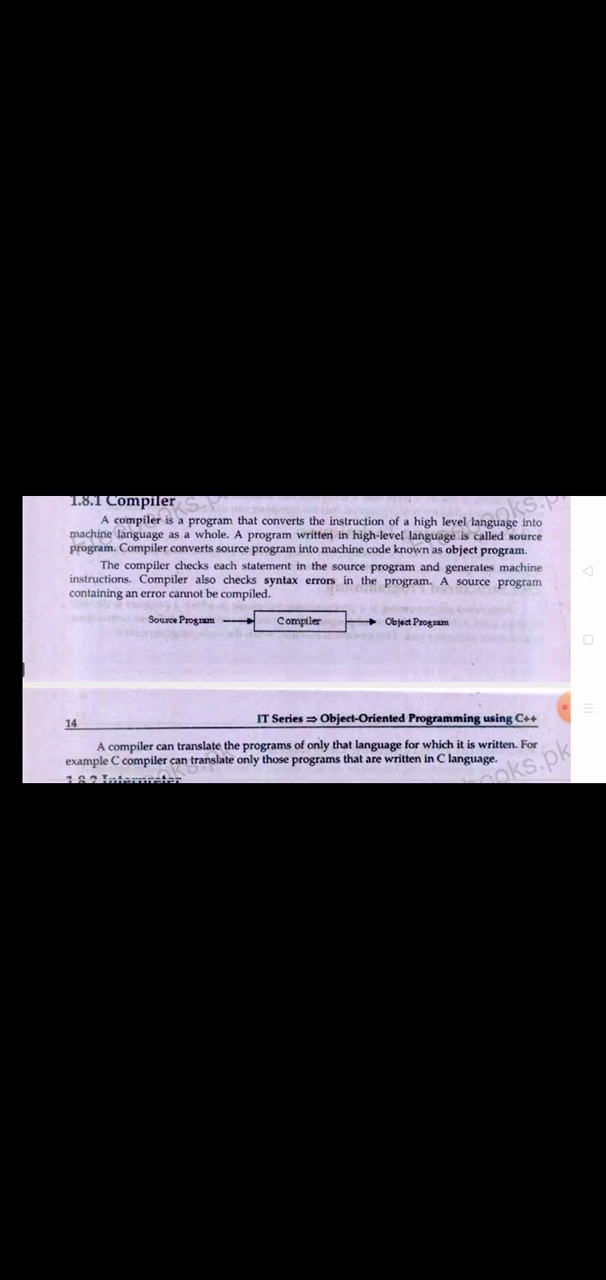 1.8.1 Compiler
A compiler is a program that converts the instruction of a high level language into
machine language as a whole. A program written in high-level language is called source
program. Compiler converts source program into machine code known as object program.
The compiler checks each statement in the source program and generates machine
instructions. Compiler also checks syntax errors in the program. A source program
containing an error cannot be compiled.
Source Program Compiler Object Program
14 IT Series ⇒ Object-Oriented Programming using C++
A compiler can translate the programs of only that language for which it is written. For
example C compiler can translate only those programs that are written in C language.
1.8.2 Interpreter